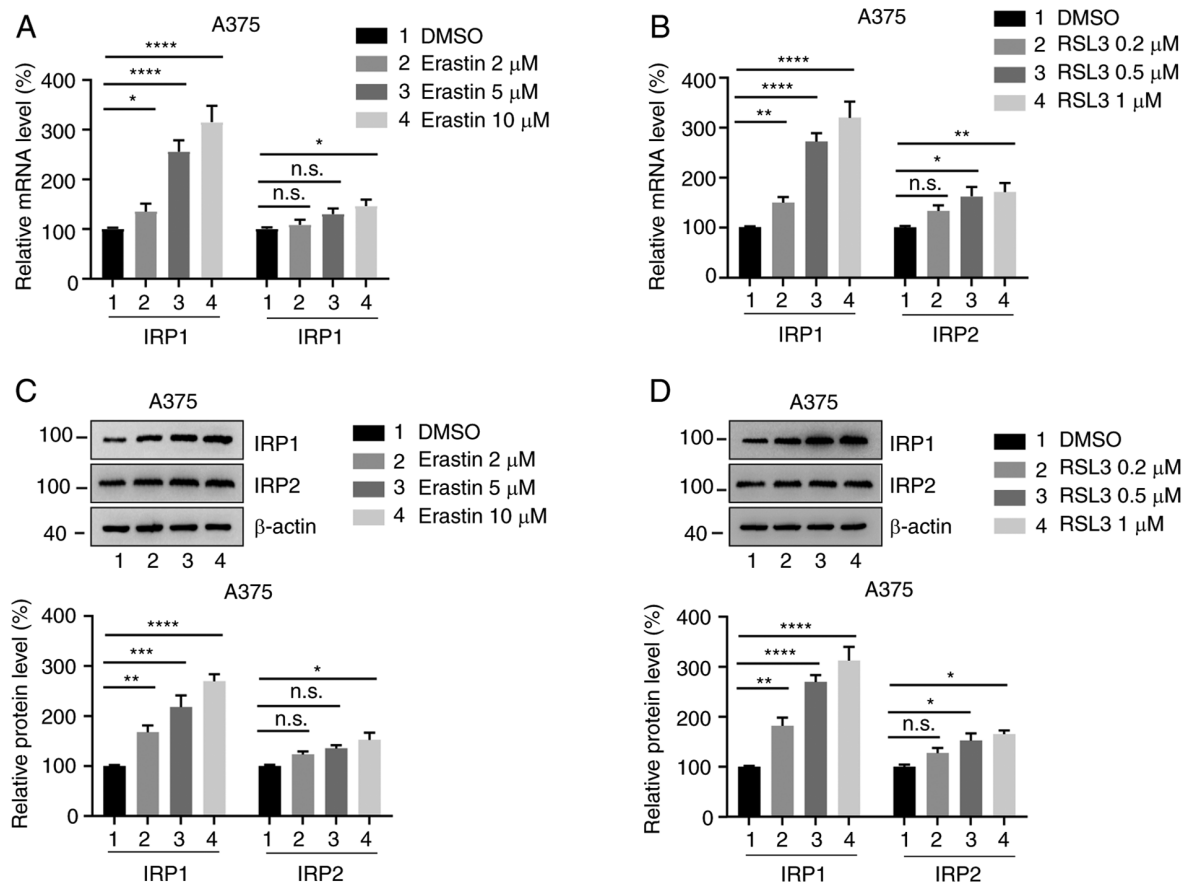 A
A375
1 DMSO
2 Erastin 2 μM
3 Erastin 5 μM
4 Erastin 10 μM
Relative mRNA level (%)
400
300
200
100
0
****
****
*
*
n.s.
n.s.
1 2 3 4 1 2 3 4
IRP1 IRP1
B
A375
1 DMSO
2 RSL3 0.2 μM
3 RSL3 0.5 μM
4 RSL3 1 μM
Relative mRNA level (%)
400
300
200
100
0
****
****
**
**
*
n.s.
1 2 3 4 1 2 3 4
IRP1 IRP2
C
A375
100 IRP1
100 IRP2
40 β-actin
1 2 3 4
1 DMSO
2 Erastin 2 μM
3 Erastin 5 μM
4 Erastin 10 μM
A375
Relative protein level (%)
400
300
200
100
0
****
***
**
*
n.s.
n.s.
1 2 3 4 1 2 3 4
IRP1 IRP2
D
A375
100 IRP1
100 IRP2
40 β-actin
1 2 3 4
1 DMSO
2 RSL3 0.2 μM
3 RSL3 0.5 μM
4 RSL3 1 μM
A375
Relative protein level (%)
400
300
200
100
0
****
****
**
*
*
n.s.
1 2 3 4 1 2 3 4
IRP1 IRP2